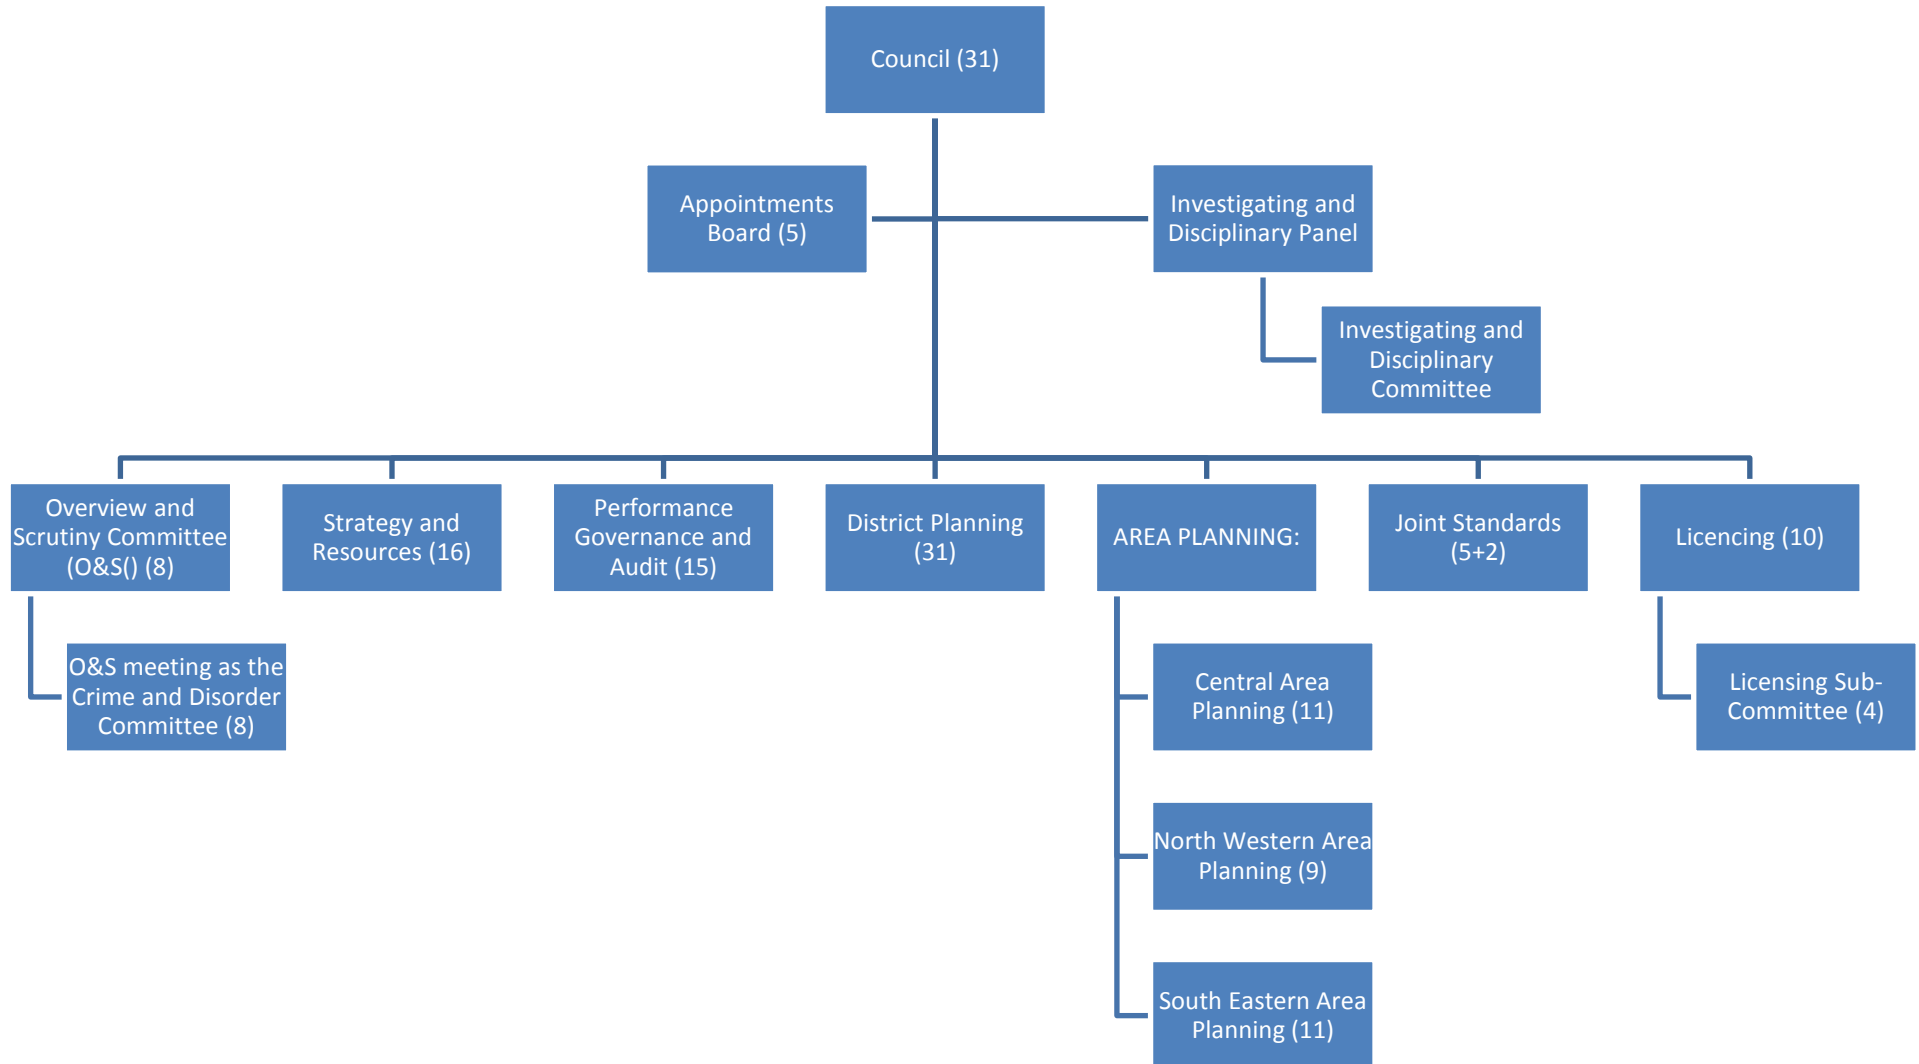 Council (31)
Appointments
Board (5)
Investigating and
Disciplinary Panel
Investigating and
Disciplinary
Committee
Overview and
Scrutiny Committee
(O&S() (8)
Strategy and
Resources (16)
Performance
Governance and
Audit (15)
District Planning
(31)
AREA PLANNING:
Joint Standards
(5+2)
Licencing (10)
O&S meeting as the
Crime and Disorder
Committee (8)
Central Area
Planning (11)
Licensing Sub-
Committee (4)
North Western Area
Planning (9)
South Eastern Area
Planning (11)